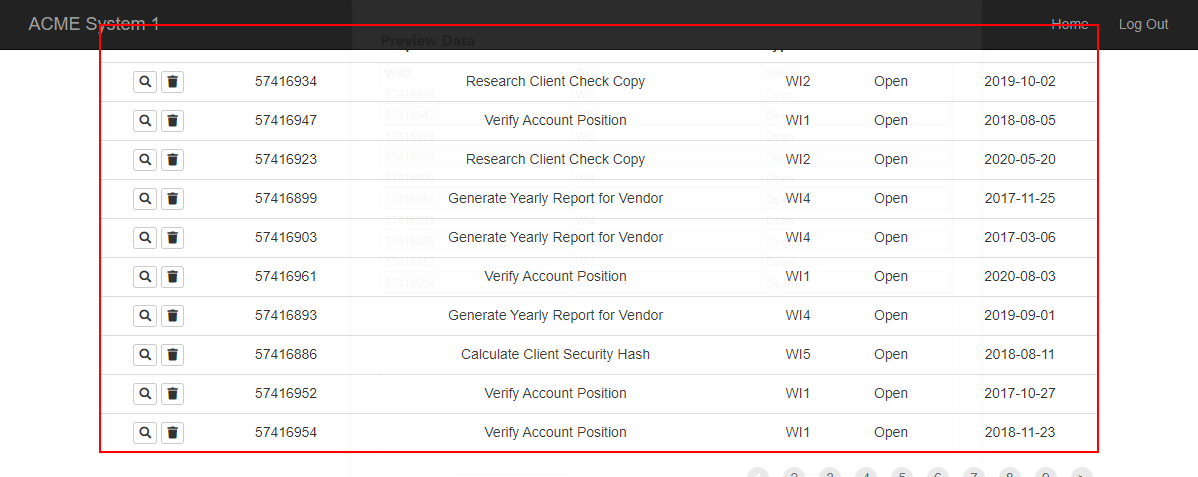 ACME System 1 Home Log Out
Preview Data
57416934 Research Client Check Copy WI2 Open 2019-10-02
57416947 Verify Account Position WI1 Open 2018-08-05
57416923 Research Client Check Copy WI2 Open 2020-05-20
57416899 Generate Yearly Report for Vendor WI4 Open 2017-11-25
57416903 Generate Yearly Report for Vendor WI4 Open 2017-03-06
57416961 Verify Account Position WI1 Open 2020-08-03
57416893 Generate Yearly Report for Vendor WI4 Open 2019-09-01
57416886 Calculate Client Security Hash WI5 Open 2018-08-11
57416952 Verify Account Position WI1 Open 2017-10-27
57416954 Verify Account Position WI1 Open 2018-11-23
1 2 3 4 5 6 7 8 9 >